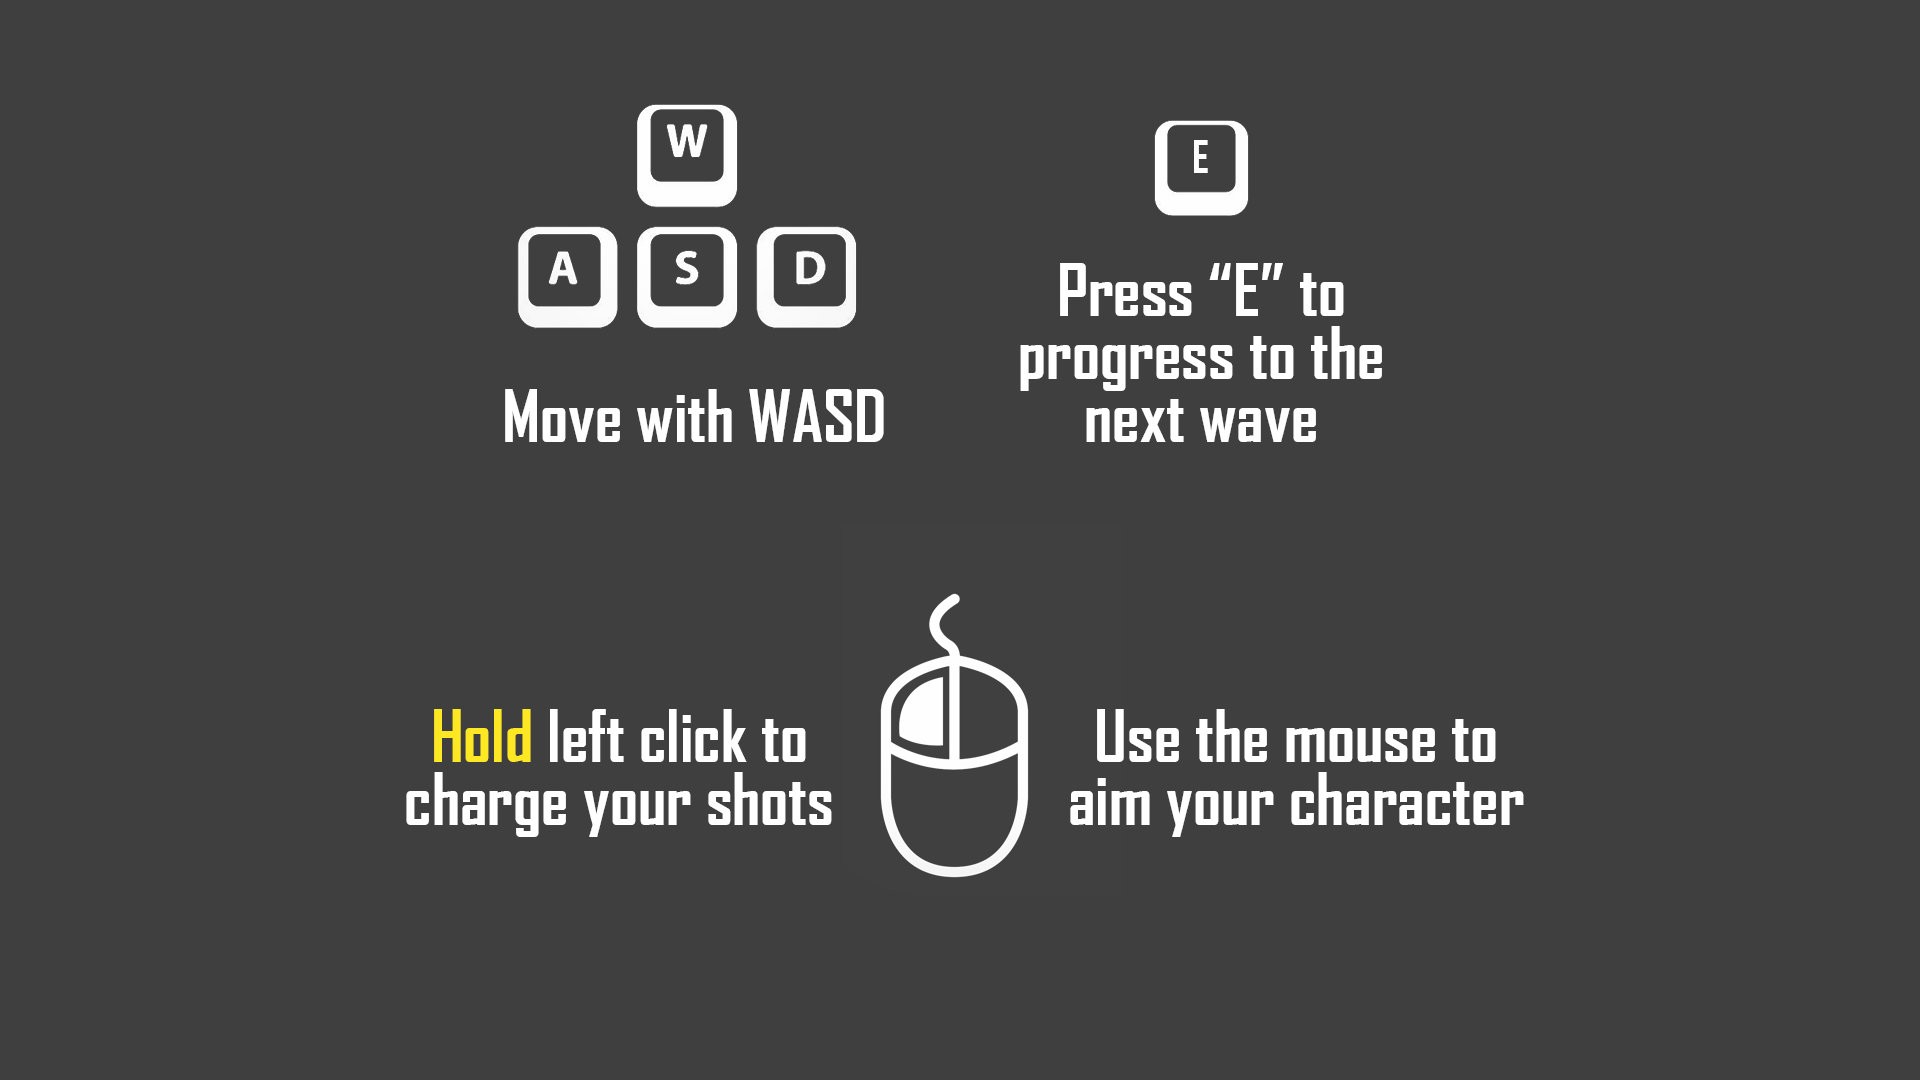 W
A S D
Move with WASD
E
Press “E” to
progress to the
next wave
Hold left click to
charge your shots
Use the mouse to
aim your character